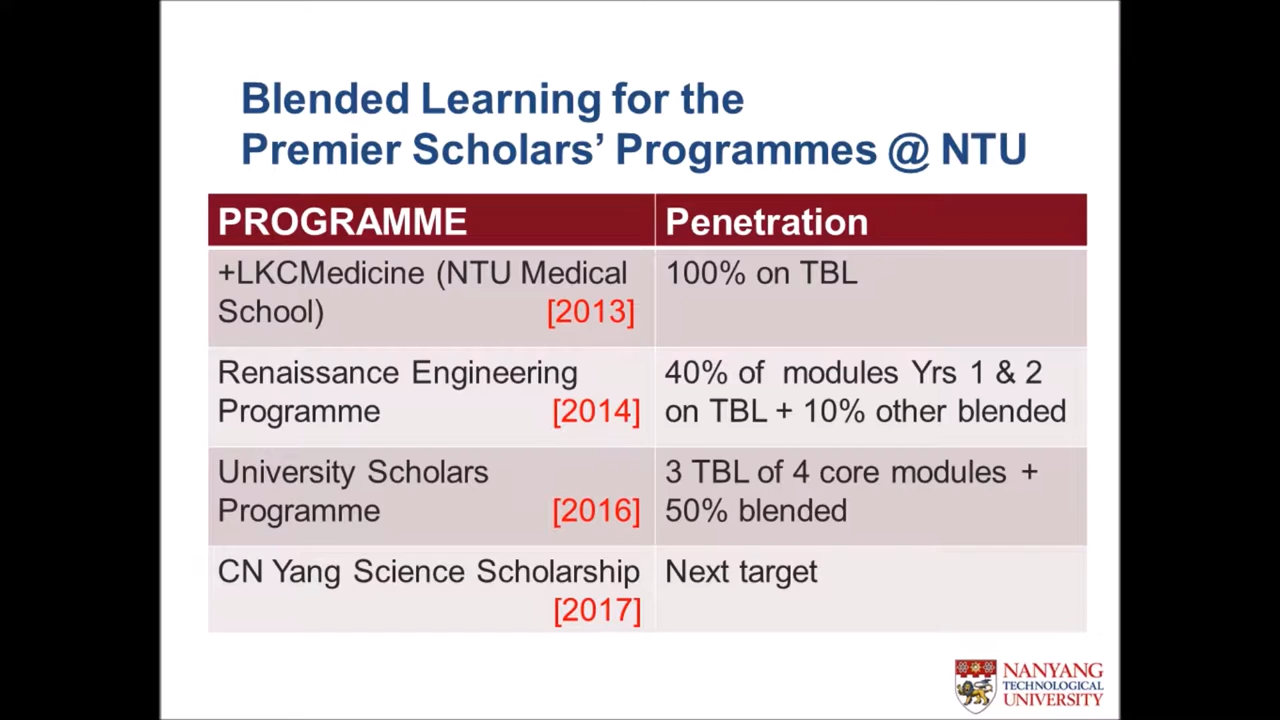 Blended Learning for the
Premier Scholars’ Programmes @ NTU
PROGRAMME Penetration
+LKCMedicine (NTU Medical School) [2013]
100% on TBL
Renaissance Engineering
Programme [2014]
40% of modules Yrs 1 & 2
on TBL + 10% other blended
University Scholars
Programme [2016]
3 TBL of 4 core modules +
50% blended
CN Yang Science Scholarship
[2017]
Next target
NANYANG
TECHNOLOGICAL
UNIVERSITY